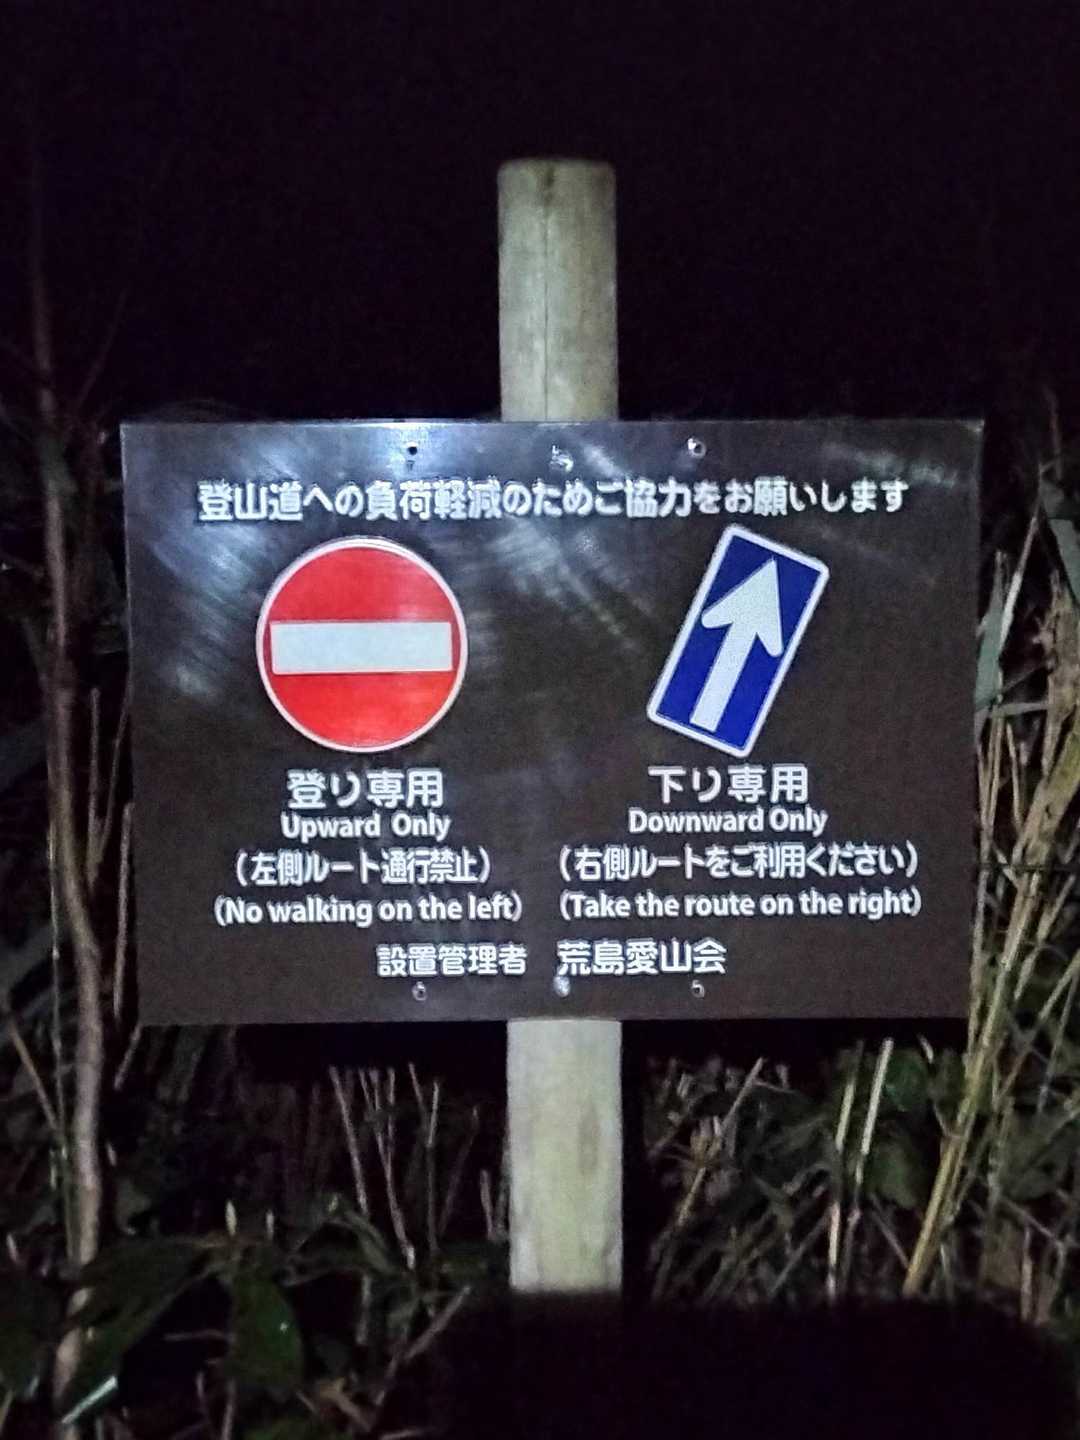 登山道への負荷軽減のためご協力をお願いします
登り専用
Upward Only
(左側ルート通行禁止)
(No walking on the left)
下り専用
Downward Only
(右側ルートをご利用ください)
(Take the route on the right)
設置管理者 荒島愛山会